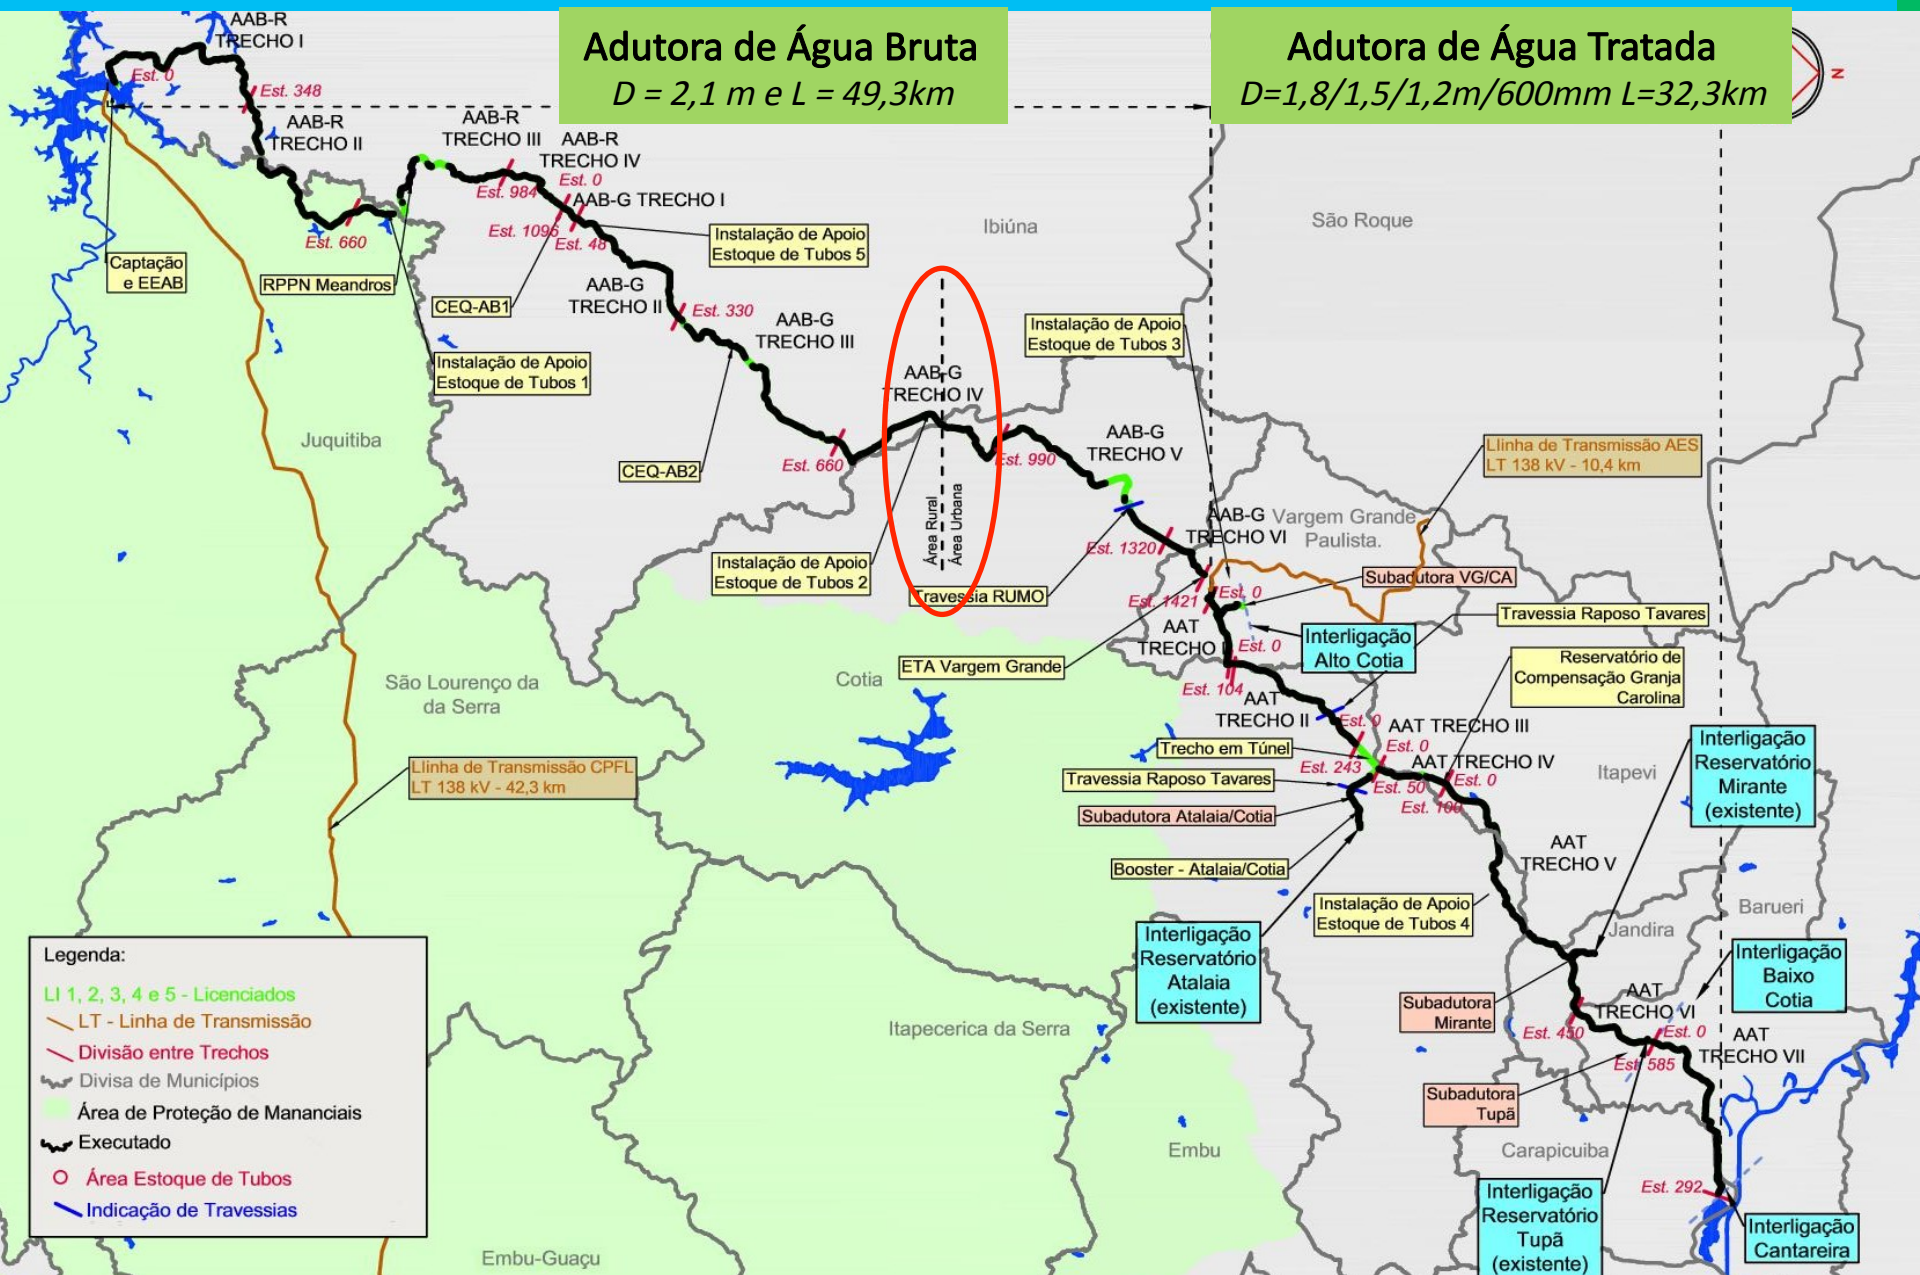 Adutora de Água Bruta
D = 2,1 m e L = 49,3km
Adutora de Água Tratada
D=1,8/1,5/1,2m/600mm L=32,3km
N
AAB-R
TRECHO I
Est. 0
Est. 348
AAB-R
TRECHO II
AAB-R
TRECHO III
AAB-R
TRECHO IV
Est. 984
Est. 0
AAB-G TRECHO I
Est. 1096
Est. 48
Est. 660
Captação
e EEAB
RPPN Meandros
CEQ-AB1
Instalação de Apoio
Estoque de Tubos 5
Ibiúna
São Roque
AAB-G
TRECHO II
Est. 330
AAB-G
TRECHO III
Instalação de Apoio
Estoque de Tubos 3
Instalação de Apoio
Estoque de Tubos 1
AAB-G
TRECHO IV
Juquitiba
CEQ-AB2
Est. 660
Est. 990
AAB-G
TRECHO V
Llinha de Transmissão AES
LT 138 kV - 10,4 km
Área Rural
Área Urbana
AAB-G
TRECHO VI
Vargem Grande
Paulista.
Est. 1320
Instalação de Apoio
Estoque de Tubos 2
Travessia RUMO
Est. 1421
Est. 0
Subadutora VG/CA
Travessia Raposo Tavares
AAT
TRECHO I
Est. 0
Interligação
Alto Cotia
ETA Vargem Grande
Cotia
Reservatório de
Compensação Granja
Carolina
São Lourenço da
da Serra
Est. 104
AAT
TRECHO II
Est. 0
AAT TRECHO III
Est. 0
AAT TRECHO IV
Trecho em Túnel
Est. 243
Travessia Raposo Tavares
Est. 50
Est. 0
Est. 100
Itapevi
Interligação
Reservatório
Mirante
(existente)
Llinha de Transmissão CPFL
LT 138 kV - 42,3 km
Subadutora Atalaia/Cotia
Booster - Atalaia/Cotia
AAT
TRECHO V
Instalação de Apoio
Estoque de Tubos 4
Barueri
Jandira
Interligação
Reservatório
Atalaia
(existente)
Interligação
Baixo
Cotia
Subadutora
Mirante
AAT
TRECHO VI
Est. 450
Est. 0
Est. 585
AAT
TRECHO VII
Itapecerica da Serra
Subadutora
Tupã
Embu
Carapicuiba
Est. 292
Interligação
Reservatório
Tupã
(existente)
Interligação
Cantareira
Embu-Guaçu
Legenda:
LI 1, 2, 3, 4 e 5 - Licenciados
LT - Linha de Transmissão
Divisão entre Trechos
Divisa de Municípios
Área de Proteção de Mananciais
Executado
Área Estoque de Tubos
Indicação de Travessias